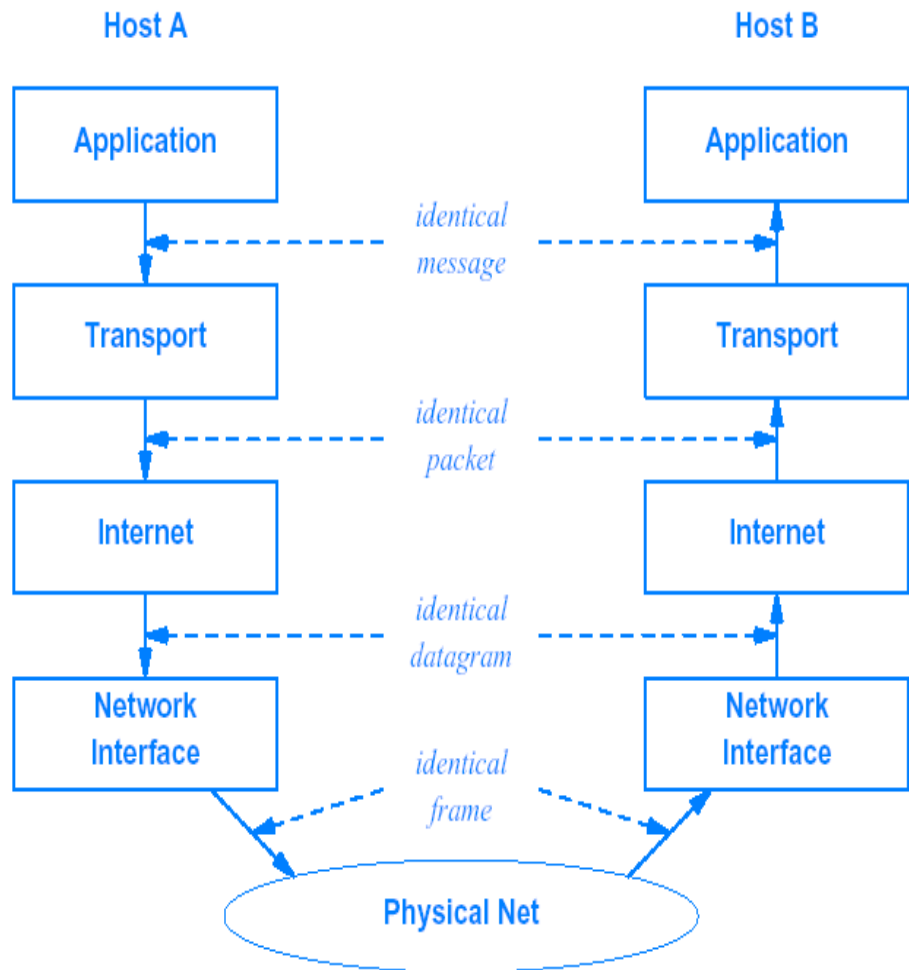 Host A
Host B
Application
Application
identical
message
Transport
Transport
identical
packet
Internet
Internet
identical
datagram
Network
Interface
Network
Interface
identical
frame
Physical Net